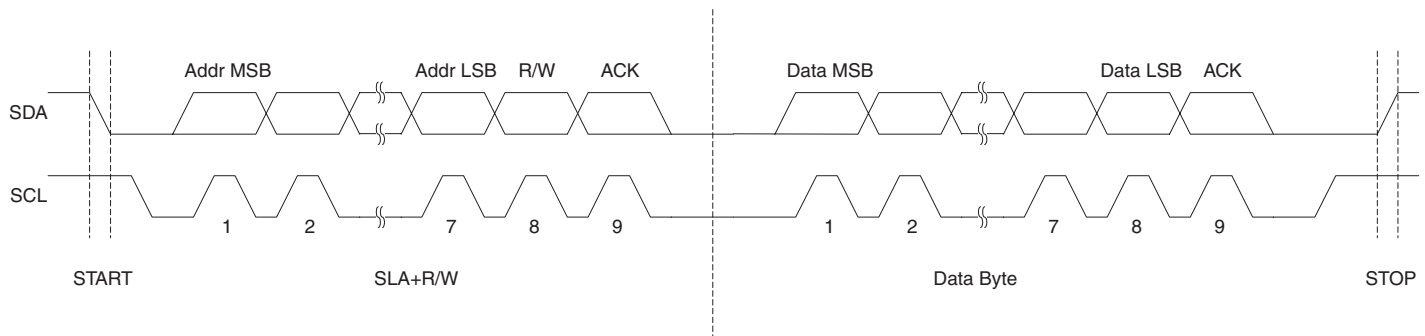 Addr MSB Addr LSB R/W ACK Data MSB Data LSB ACK
SDA
SCL
1 2 7 8 9 1 2 7 8 9
START SLA+R/W Data Byte STOP